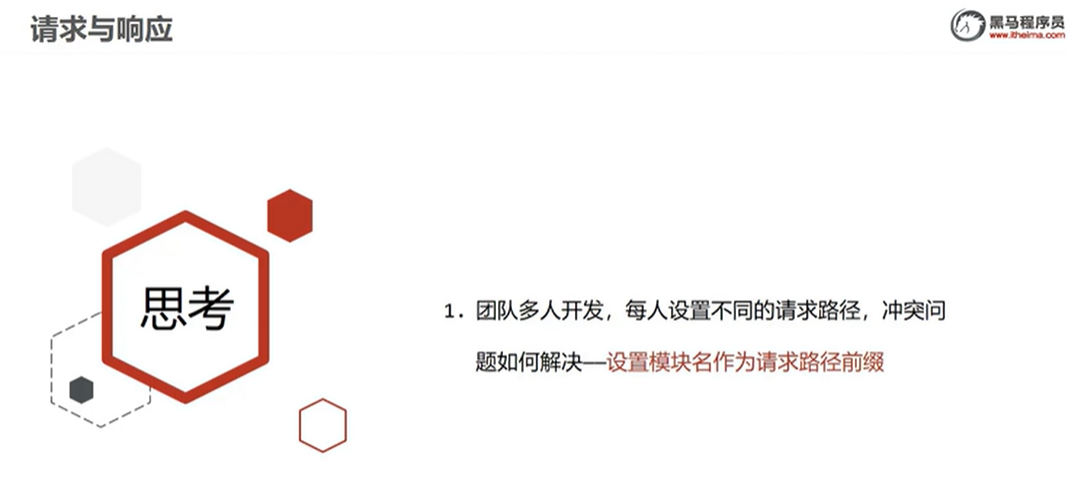 请求与响应
黑马程序员
www.itheima.com
思考
1. 团队多人开发，每人设置不同的请求路径，冲突问
题如何解决——设置模块名作为请求路径前缀